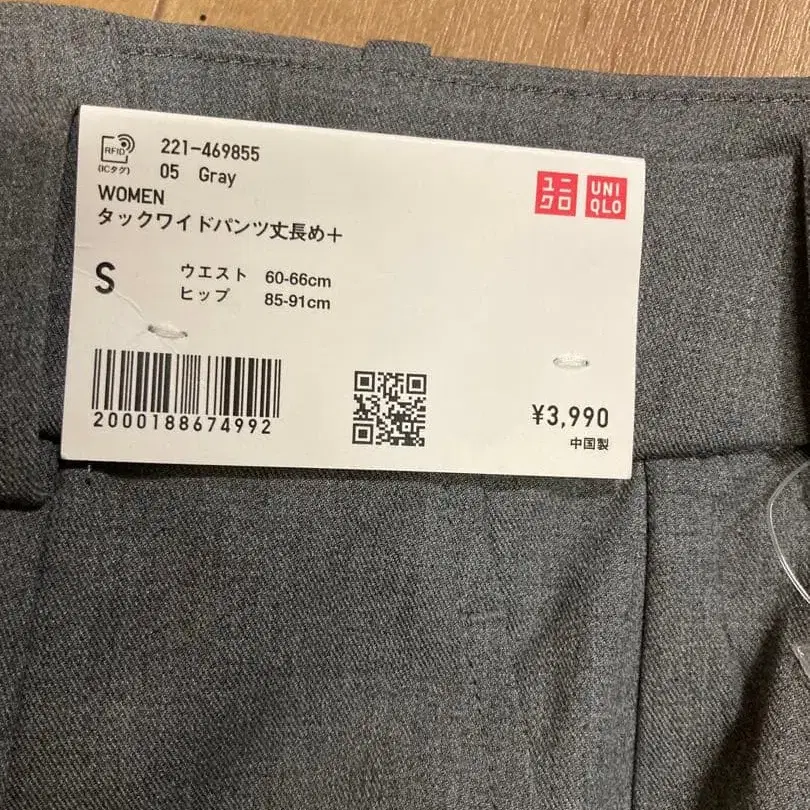 RFID
(ICタグ)
221-469855
05 Gray
WOMEN
タックワイドパンツ丈長め＋
ユニクロ
UNIQLO
S
ウエスト 60-66cm
ヒップ 85-91cm
2000188674992
¥3,990
中国製